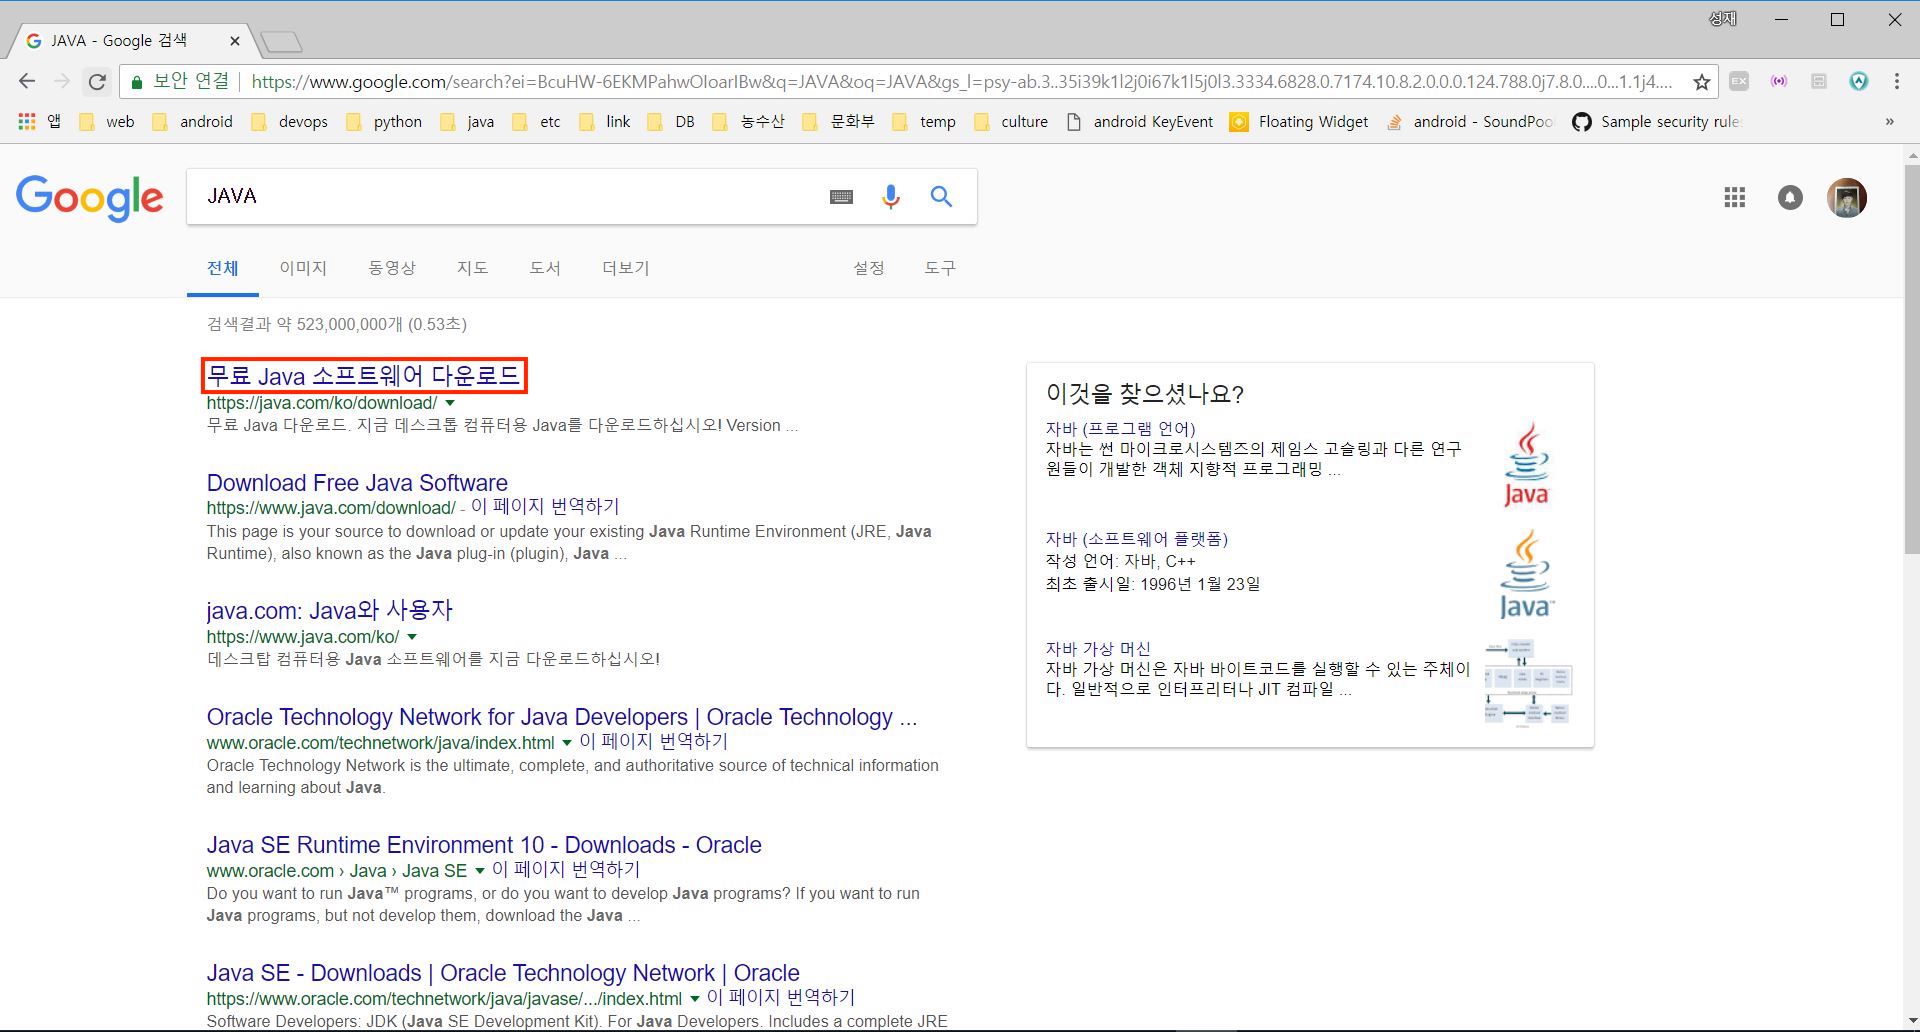 성재
JAVA - Google 검색
보안 연결 https://www.google.com/search?ei=BcuHW-6EKMPahwOIoarIBw&q=JAVA&oq=JAVA&gs_l=psy-ab.3..35i39k1l2j0i67k1l5j0l3.3334.6828.0.7174.10.8.2.0.0.0.124.788.0j7.8.0....0...1.1j4....
앱 web android devops python java etc link DB 농수산 문화부 temp culture android KeyEvent Floating Widget android - SoundPoo Sample security rule »
Google JAVA
전체 이미지 동영상 지도 도서 더보기 설정 도구
검색결과 약 523,000,000개 (0.53초)
무료 Java 소프트웨어 다운로드
https://java.com/ko/download/
무료 Java 다운로드. 지금 데스크톱 컴퓨터용 Java를 다운로드하십시오! Version ...
Download Free Java Software
https://www.java.com/download/ - 이 페이지 번역하기
This page is your source to download or update your existing Java Runtime Environment (JRE, Java
Runtime), also known as the Java plug-in (plugin), Java ...
java.com: Java와 사용자
https://www.java.com/ko/
데스크탑 컴퓨터용 Java 소프트웨어를 지금 다운로드하십시오!
Oracle Technology Network for Java Developers | Oracle Technology ...
www.oracle.com/technetwork/java/index.html 이 페이지 번역하기
Oracle Technology Network is the ultimate, complete, and authoritative source of technical information
and learning about Java.
Java SE Runtime Environment 10 - Downloads - Oracle
www.oracle.com › Java › Java SE 이 페이지 번역하기
Do you want to run Java™ programs, or do you want to develop Java programs? If you want to run
Java programs, but not develop them, download the Java ...
Java SE - Downloads | Oracle Technology Network | Oracle
https://www.oracle.com/technetwork/java/javase/.../index.html 이 페이지 번역하기
Software Developers: JDK (Java SE Development Kit). For Java Developers. Includes a complete JRE
이것을 찾으셨나요?
자바 (프로그램 언어)
자바는 썬 마이크로시스템즈의 제임스 고슬링과 다른 연구
원들이 개발한 객체 지향적 프로그래밍 ...
Java
자바 (소프트웨어 플랫폼)
작성 언어: 자바, C++
최초 출시일: 1996년 1월 23일
Java™
자바 가상 머신
자바 가상 머신은 자바 바이트코드를 실행할 수 있는 주체이
다. 일반적으로 인터프리터나 JIT 컴파일 ...